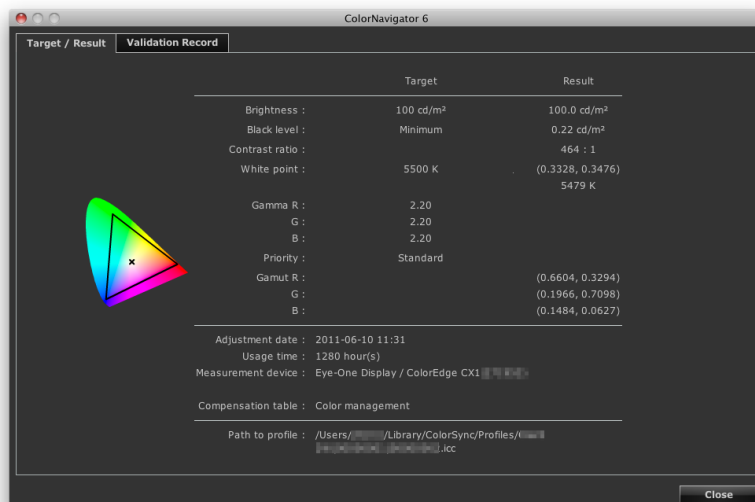 ColorNavigator 6
Target / Result Validation Record
Target Result
Brightness : 100 cd/m² 100.0 cd/m²
Black level : Minimum 0.22 cd/m²
Contrast ratio : 464 : 1
White point : 5500 K (0.3328, 0.3476)
5479 K
Gamma R : 2.20
G : 2.20
B : 2.20
Priority : Standard
Gamut R : (0.6604, 0.3294)
G : (0.1966, 0.7098)
B : (0.1484, 0.0627)
Adjustment date : 2011-06-10 11:31
Usage time : 1280 hour(s)
Measurement device : Eye-One Display / ColorEdge CX1
Compensation table : Color management
Path to profile : /Users/ /Library/ColorSync/Profiles/
.icc
Close